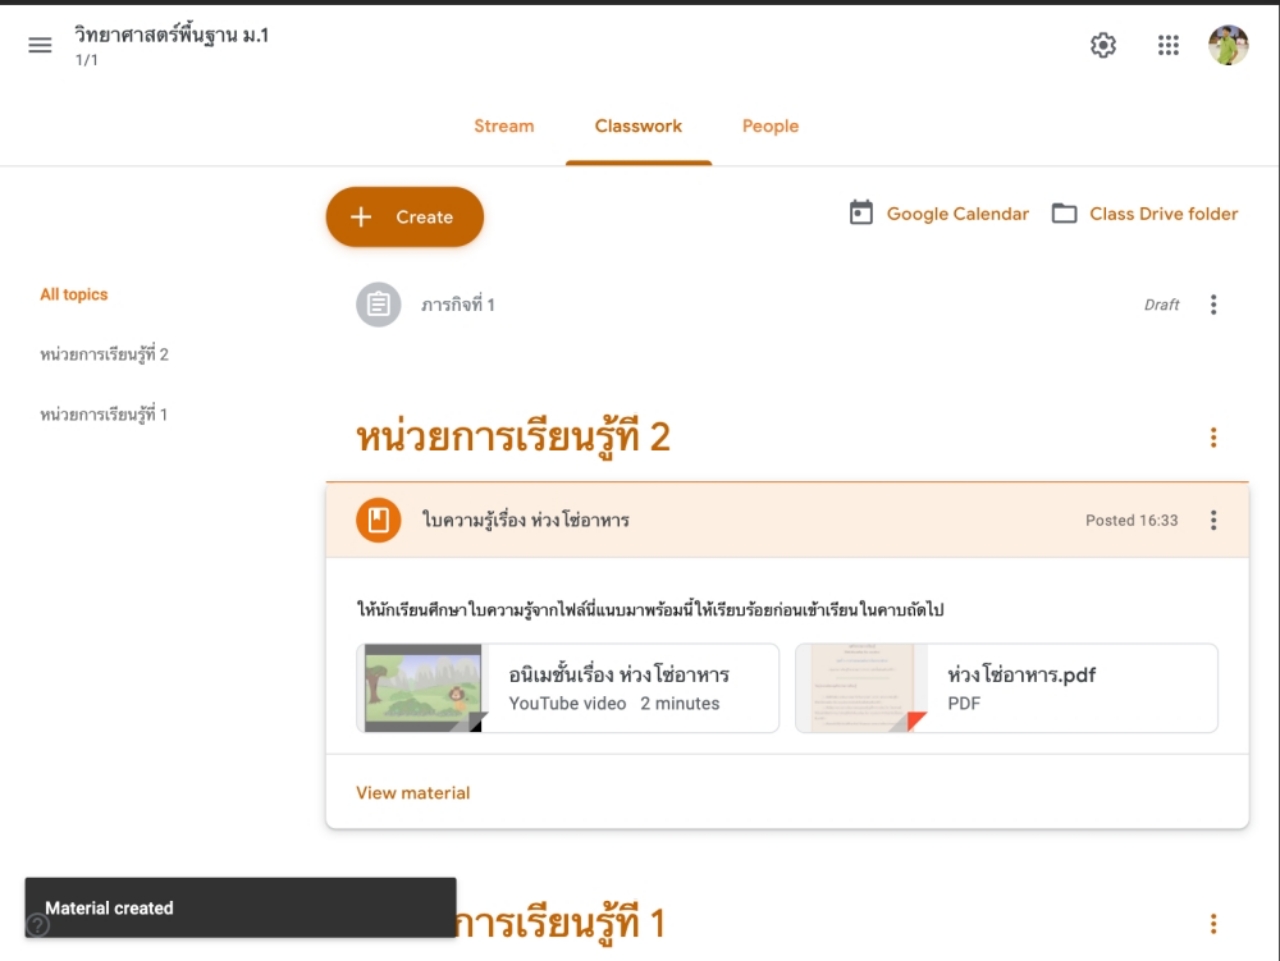 วิทยาศาสตร์พื้นฐาน ม.1
1/1
Stream
Classwork
People
Create
Google Calendar
Class Drive folder
All topics
หน่วยการเรียนรู้ที่ 2
หน่วยการเรียนรู้ที่ 1
ภารกิจที่ 1
Draft
หน่วยการเรียนรู้ที่ 2
ใบความรู้เรื่อง ห่วงโซ่อาหาร
Posted 16:33
ให้นักเรียนศึกษาใบความรู้จากไฟล์นี่แนบมาพร้อมนี้ให้เรียบร้อยก่อนเข้าเรียนในคาบถัดไป
อนิเมชั้นเรื่อง ห่วงโซ่อาหาร
YouTube video 2 minutes
ห่วงโซ่อาหาร.pdf
PDF
View material
Material created
การเรียนรู้ที่ 1